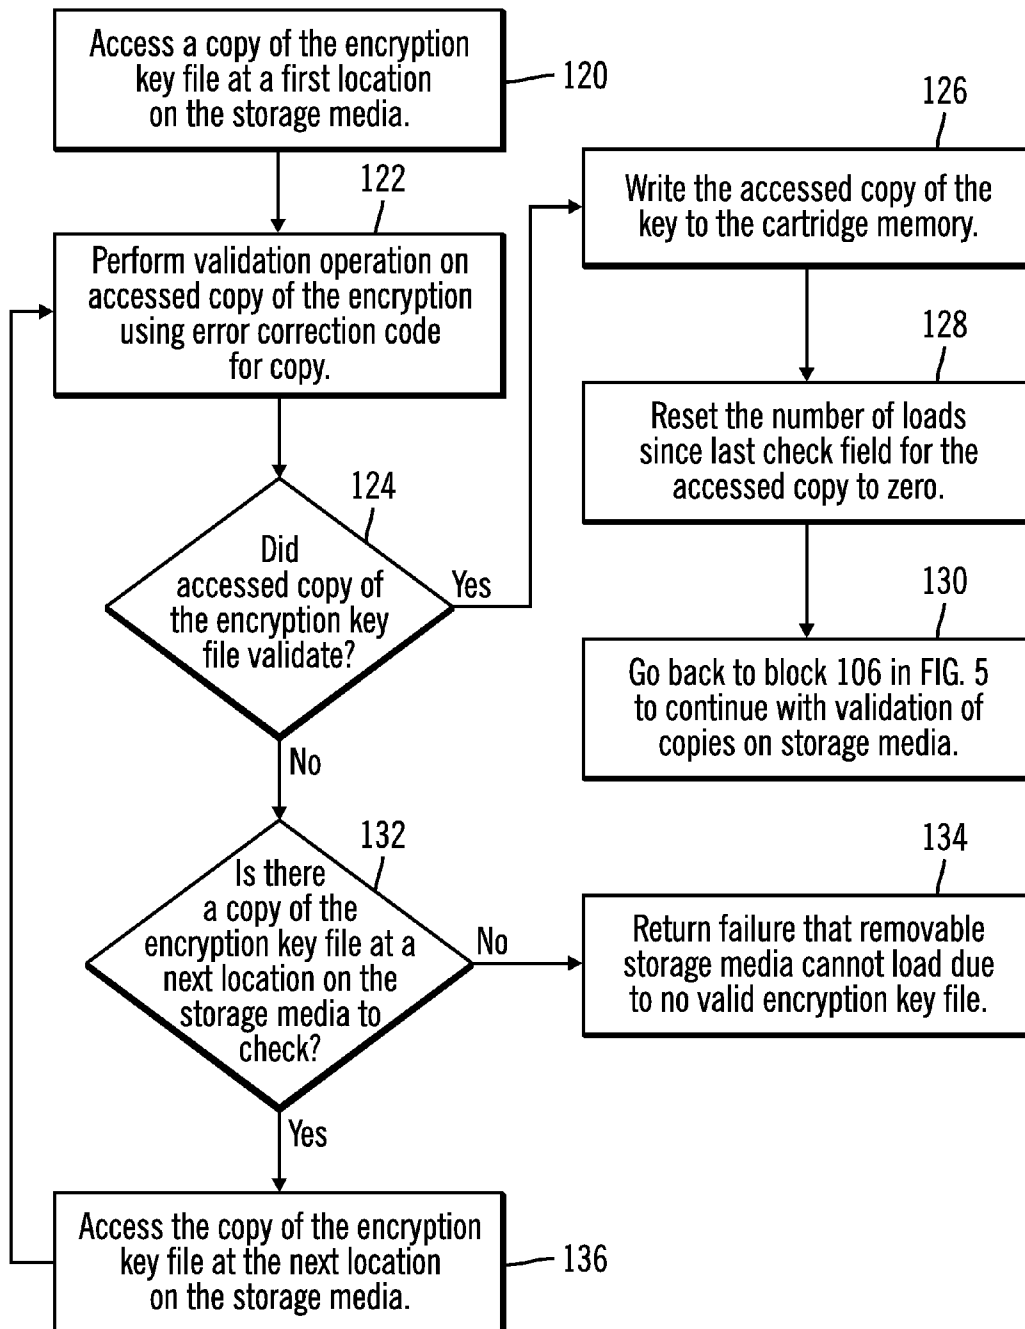 Access a copy of the encryption
key file at a first location
on the storage media.
120
122
Perform validation operation on
accessed copy of the encryption
using error correction code
for copy.
124
Did
accessed copy of
the encryption key
file validate?
Yes
No
126
Write the accessed copy of the
key to the cartridge memory.
128
Reset the number of loads
since last check field for the
accessed copy to zero.
130
Go back to block 106 in FIG. 5
to continue with validation of
copies on storage media.
132
Is there
a copy of the
encryption key file at a
next location on the
storage media to
check?
No
Yes
134
Return failure that removable
storage media cannot load due
to no valid encryption key file.
Access the copy of the encryption
key file at the next location
on the storage media.
136